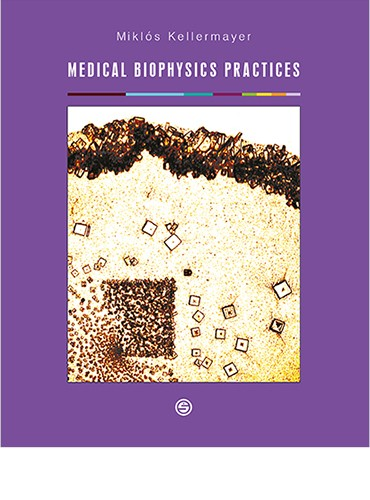 Miklós Kellermayer
MEDICAL BIOPHYSICS PRACTICES